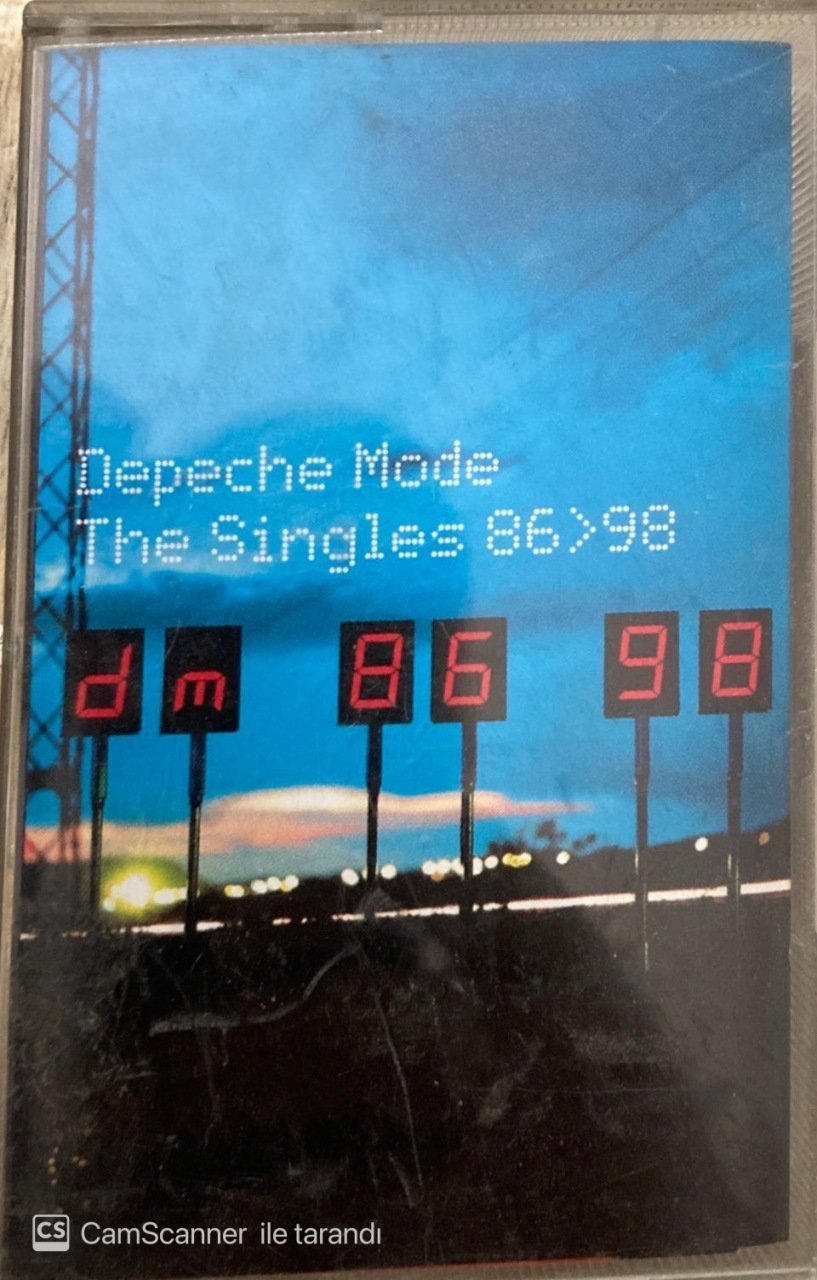 Depeche Mode
The Singles 86>98
dm 86 98
CS CamScanner ile tarandı